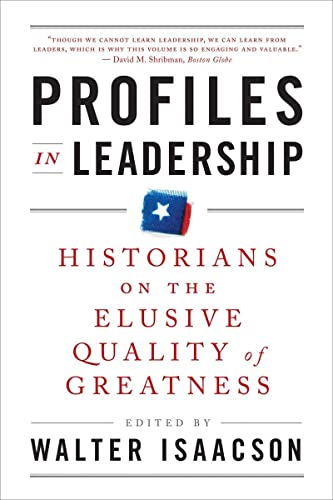 "THOUGH WE CANNOT LEARN LEADERSHIP, WE CAN LEARN FROM
LEADERS, WHICH IS WHY THIS VOLUME IS SO ENGAGING AND VALUABLE."
— David M. Shribman, Boston Globe
PROFILES
IN LEADERSHIP
HISTORIANS
ON THE
ELUSIVE
QUALITY of
GREATNESS
EDITED BY
WALTER ISAACSON